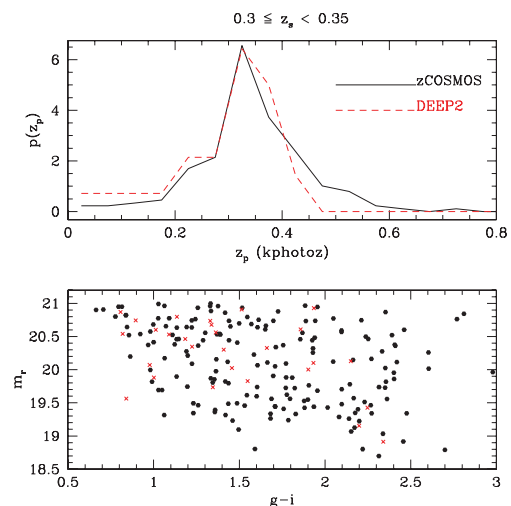 0.3 ≦ z_s < 0.35
6
4
2
0
p(z_p)
zCOSMOS
DEEP2
0 0.2 0.4 0.6 0.8
z_p (kphotoz)
21
20.5
20
19.5
19
18.5
m_r
0.5 1 1.5 2 2.5 3
g-i